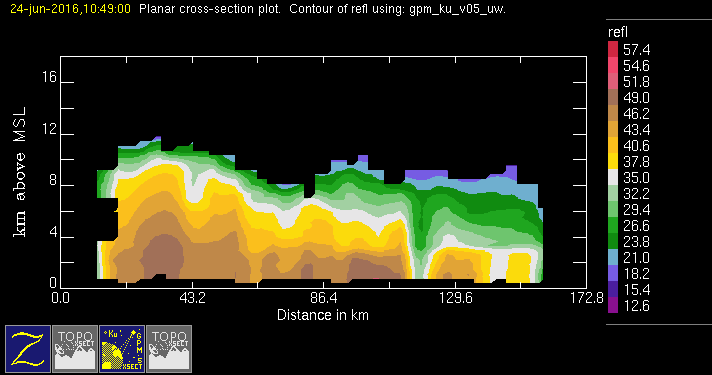 24-jun-2016,10:49:00 Planar cross-section plot. Contour of refl using: gpm_ku_v05_uw.
refl
57.4
54.6
51.8
49.0
46.2
43.4
40.6
37.8
35.0
32.2
29.4
26.6
23.8
21.0
18.2
15.4
12.6
km above MSL
16
12
8
4
0
0.0 43.2 86.4 129.6 172.8
Distance in km
Z
TOPO XSECT
"Ku" GPM S XSECT
TOPO XSECT